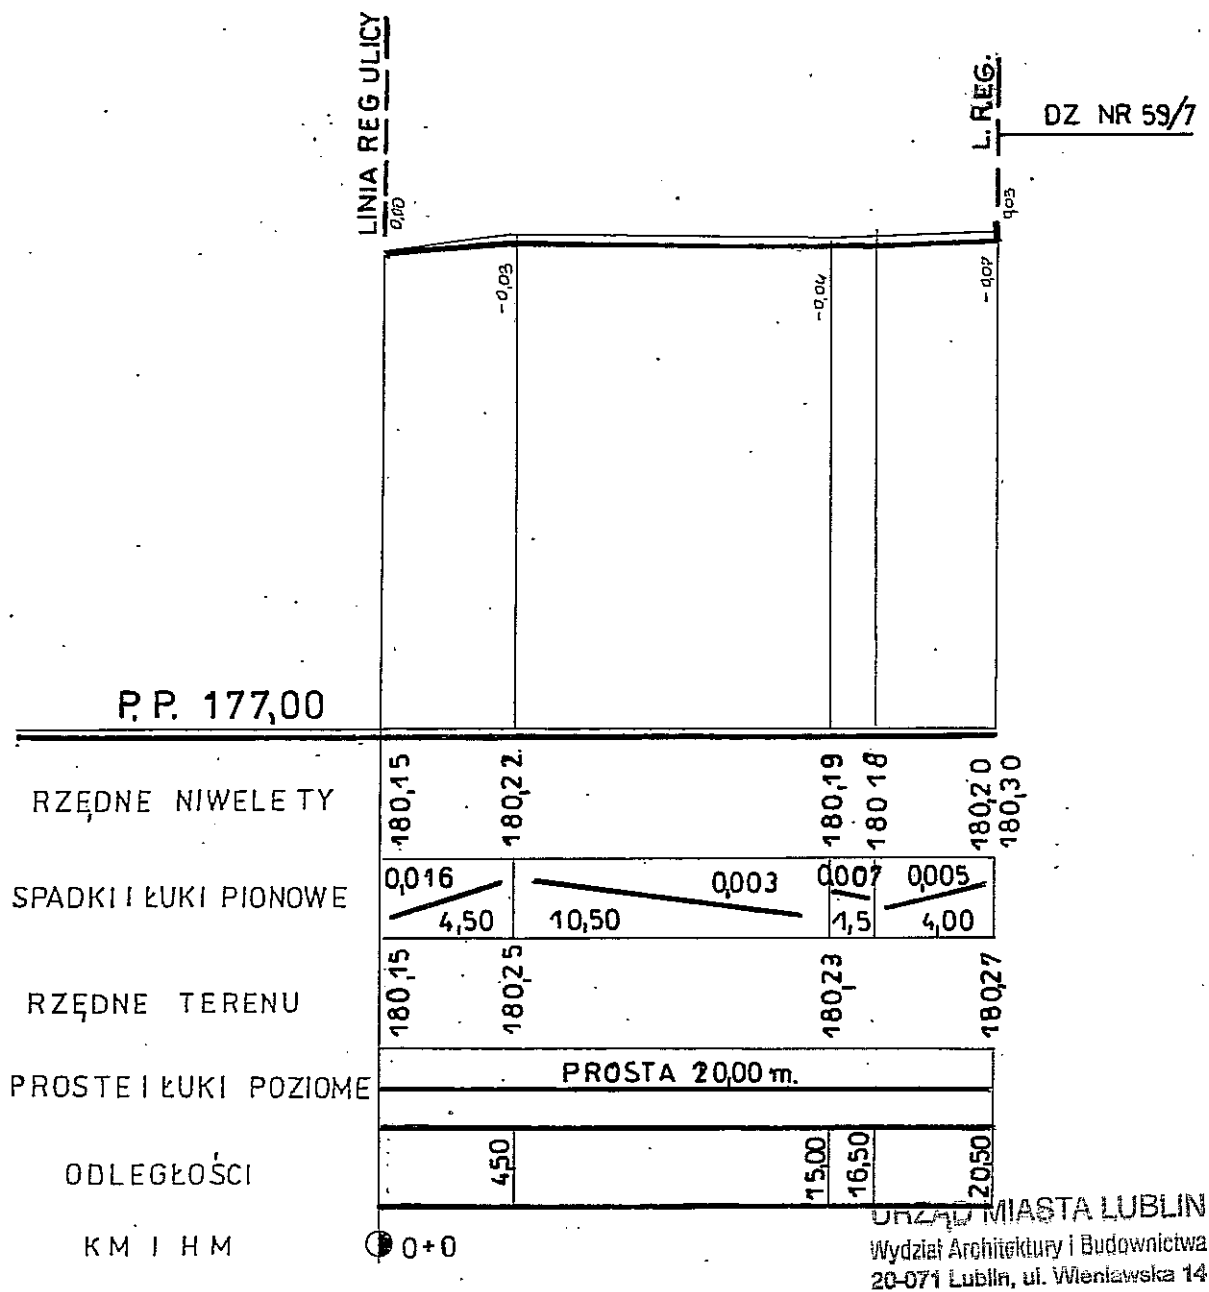 LINIA REG ULICY
L. REG.
DZ NR 59/7
0,00
0,03
-0,03
-0,04
-0,07
P. P. 177,00
RZĘDNE NIWELETY
180,15
180,22
180,19
180 18
180,20
180,30
SPADKI I ŁUKI PIONOWE
0,016
4,50
10,50
0,003
0,007
1,5
0,005
4,00
RZĘDNE TERENU
180,15
180,25
180,23
180,27
PROSTE I ŁUKI POZIOME
PROSTA 20,00 m.
ODLEGŁOŚCI
4,50
15,00
16,50
20,50
KM I HM
0+0
URZĄD MIASTA LUBLIN
Wydział Architektury i Budownictwa
20-071 Lublin, ul. Wieniawska 14